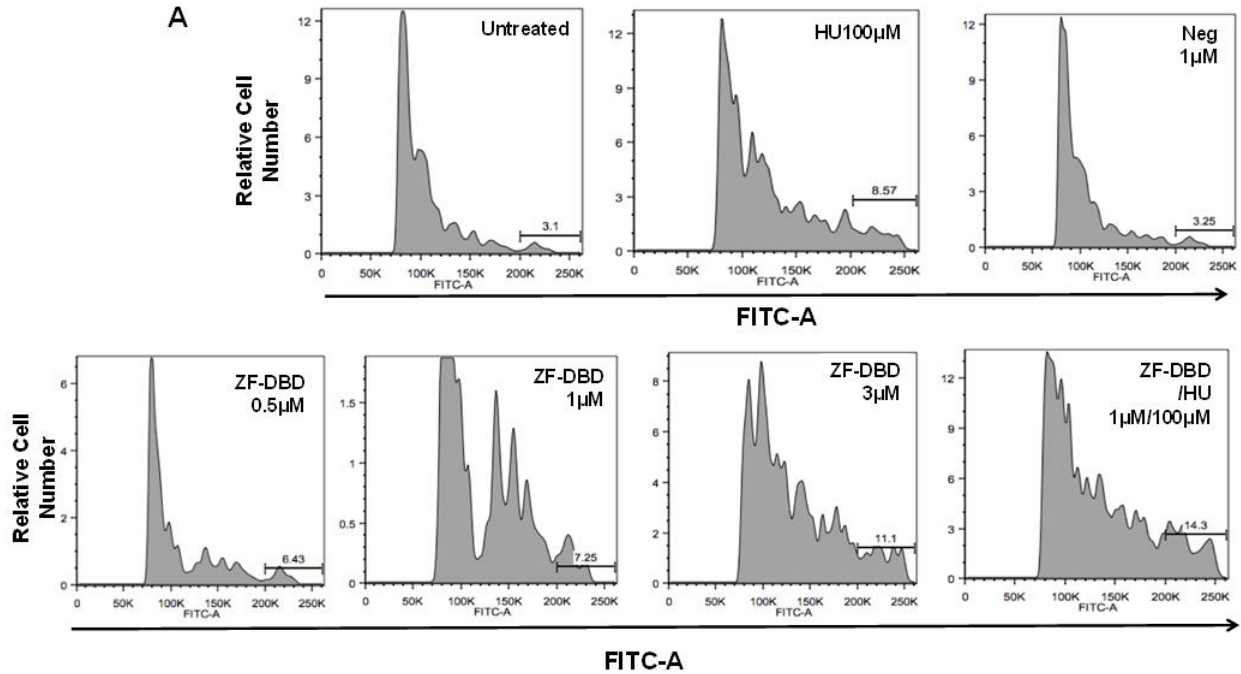 A
Relative Cell
Number
12
9
6
3
0
Untreated
3.1
0 50K 100K 150K 200K 250K
FITC-A
12
9
6
3
0
HU100µM
8.57
0 50K 100K 150K 200K 250K
FITC-A
12
9
6
3
0
Neg
1µM
3.25
0 50K 100K 150K 200K 250K
FITC-A
FITC-A
Relative Cell
Number
6
4
2
0
ZF-DBD
0.5µM
6.43
0 50K 100K 150K 200K 250K
FITC-A
1.5
1
0.5
0
ZF-DBD
1µM
7.25
0 50K 100K 150K 200K 250K
FITC-A
8
6
4
2
0
ZF-DBD
3µM
11.1
0 50K 100K 150K 200K 250K
FITC-A
12
9
6
3
0
ZF-DBD
/HU
1µM/100µM
14.3
0 50K 100K 150K 200K 250K
FITC-A
FITC-A